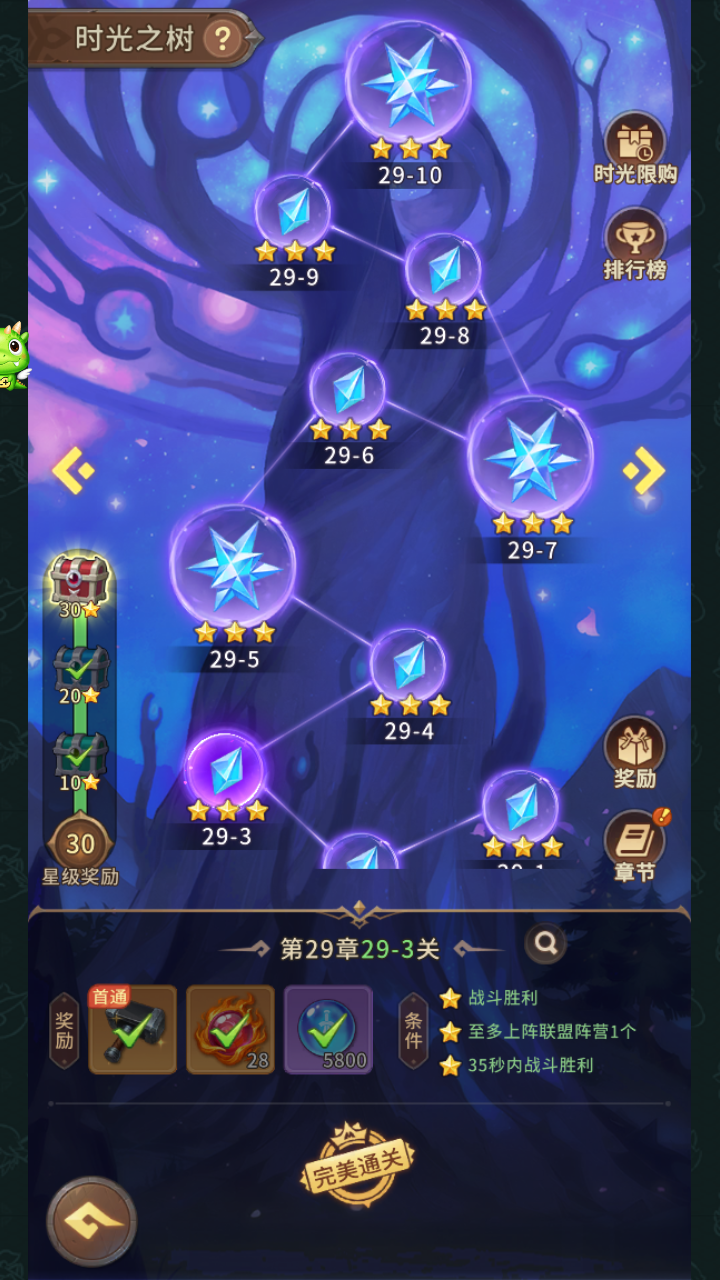 时光之树 ?
29-10
时光限购
29-9
排行榜
29-8
29-6
29-7
30
29-5
20
29-4
10
奖励
29-3
30
29-1
章节
星级奖励
第29章29-3关
奖励
首通
28
5800
条件
战斗胜利
至多上阵联盟阵营1个
35秒内战斗胜利
完美通关